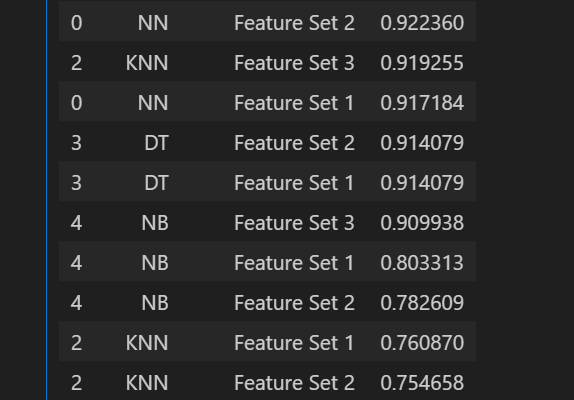 0 NN Feature Set 2 0.922360
2 KNN Feature Set 3 0.919255
0 NN Feature Set 1 0.917184
3 DT Feature Set 2 0.914079
3 DT Feature Set 1 0.914079
4 NB Feature Set 3 0.909938
4 NB Feature Set 1 0.803313
4 NB Feature Set 2 0.782609
2 KNN Feature Set 1 0.760870
2 KNN Feature Set 2 0.754658